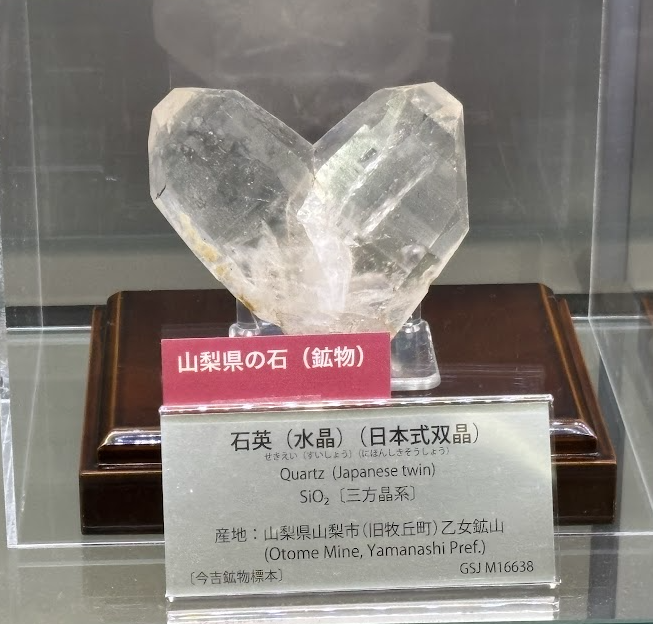 山梨県の石（鉱物）
石英（水晶）（日本式双晶）
せきえい（すいしょう）（にほんしきそうしょう）
Quartz (Japanese twin)
SiO₂〔三方晶系〕
産地：山梨県山梨市(旧牧丘町)乙女鉱山
(Otome Mine, Yamanashi Pref.)
〔今吉鉱物標本〕 GSJ M16638